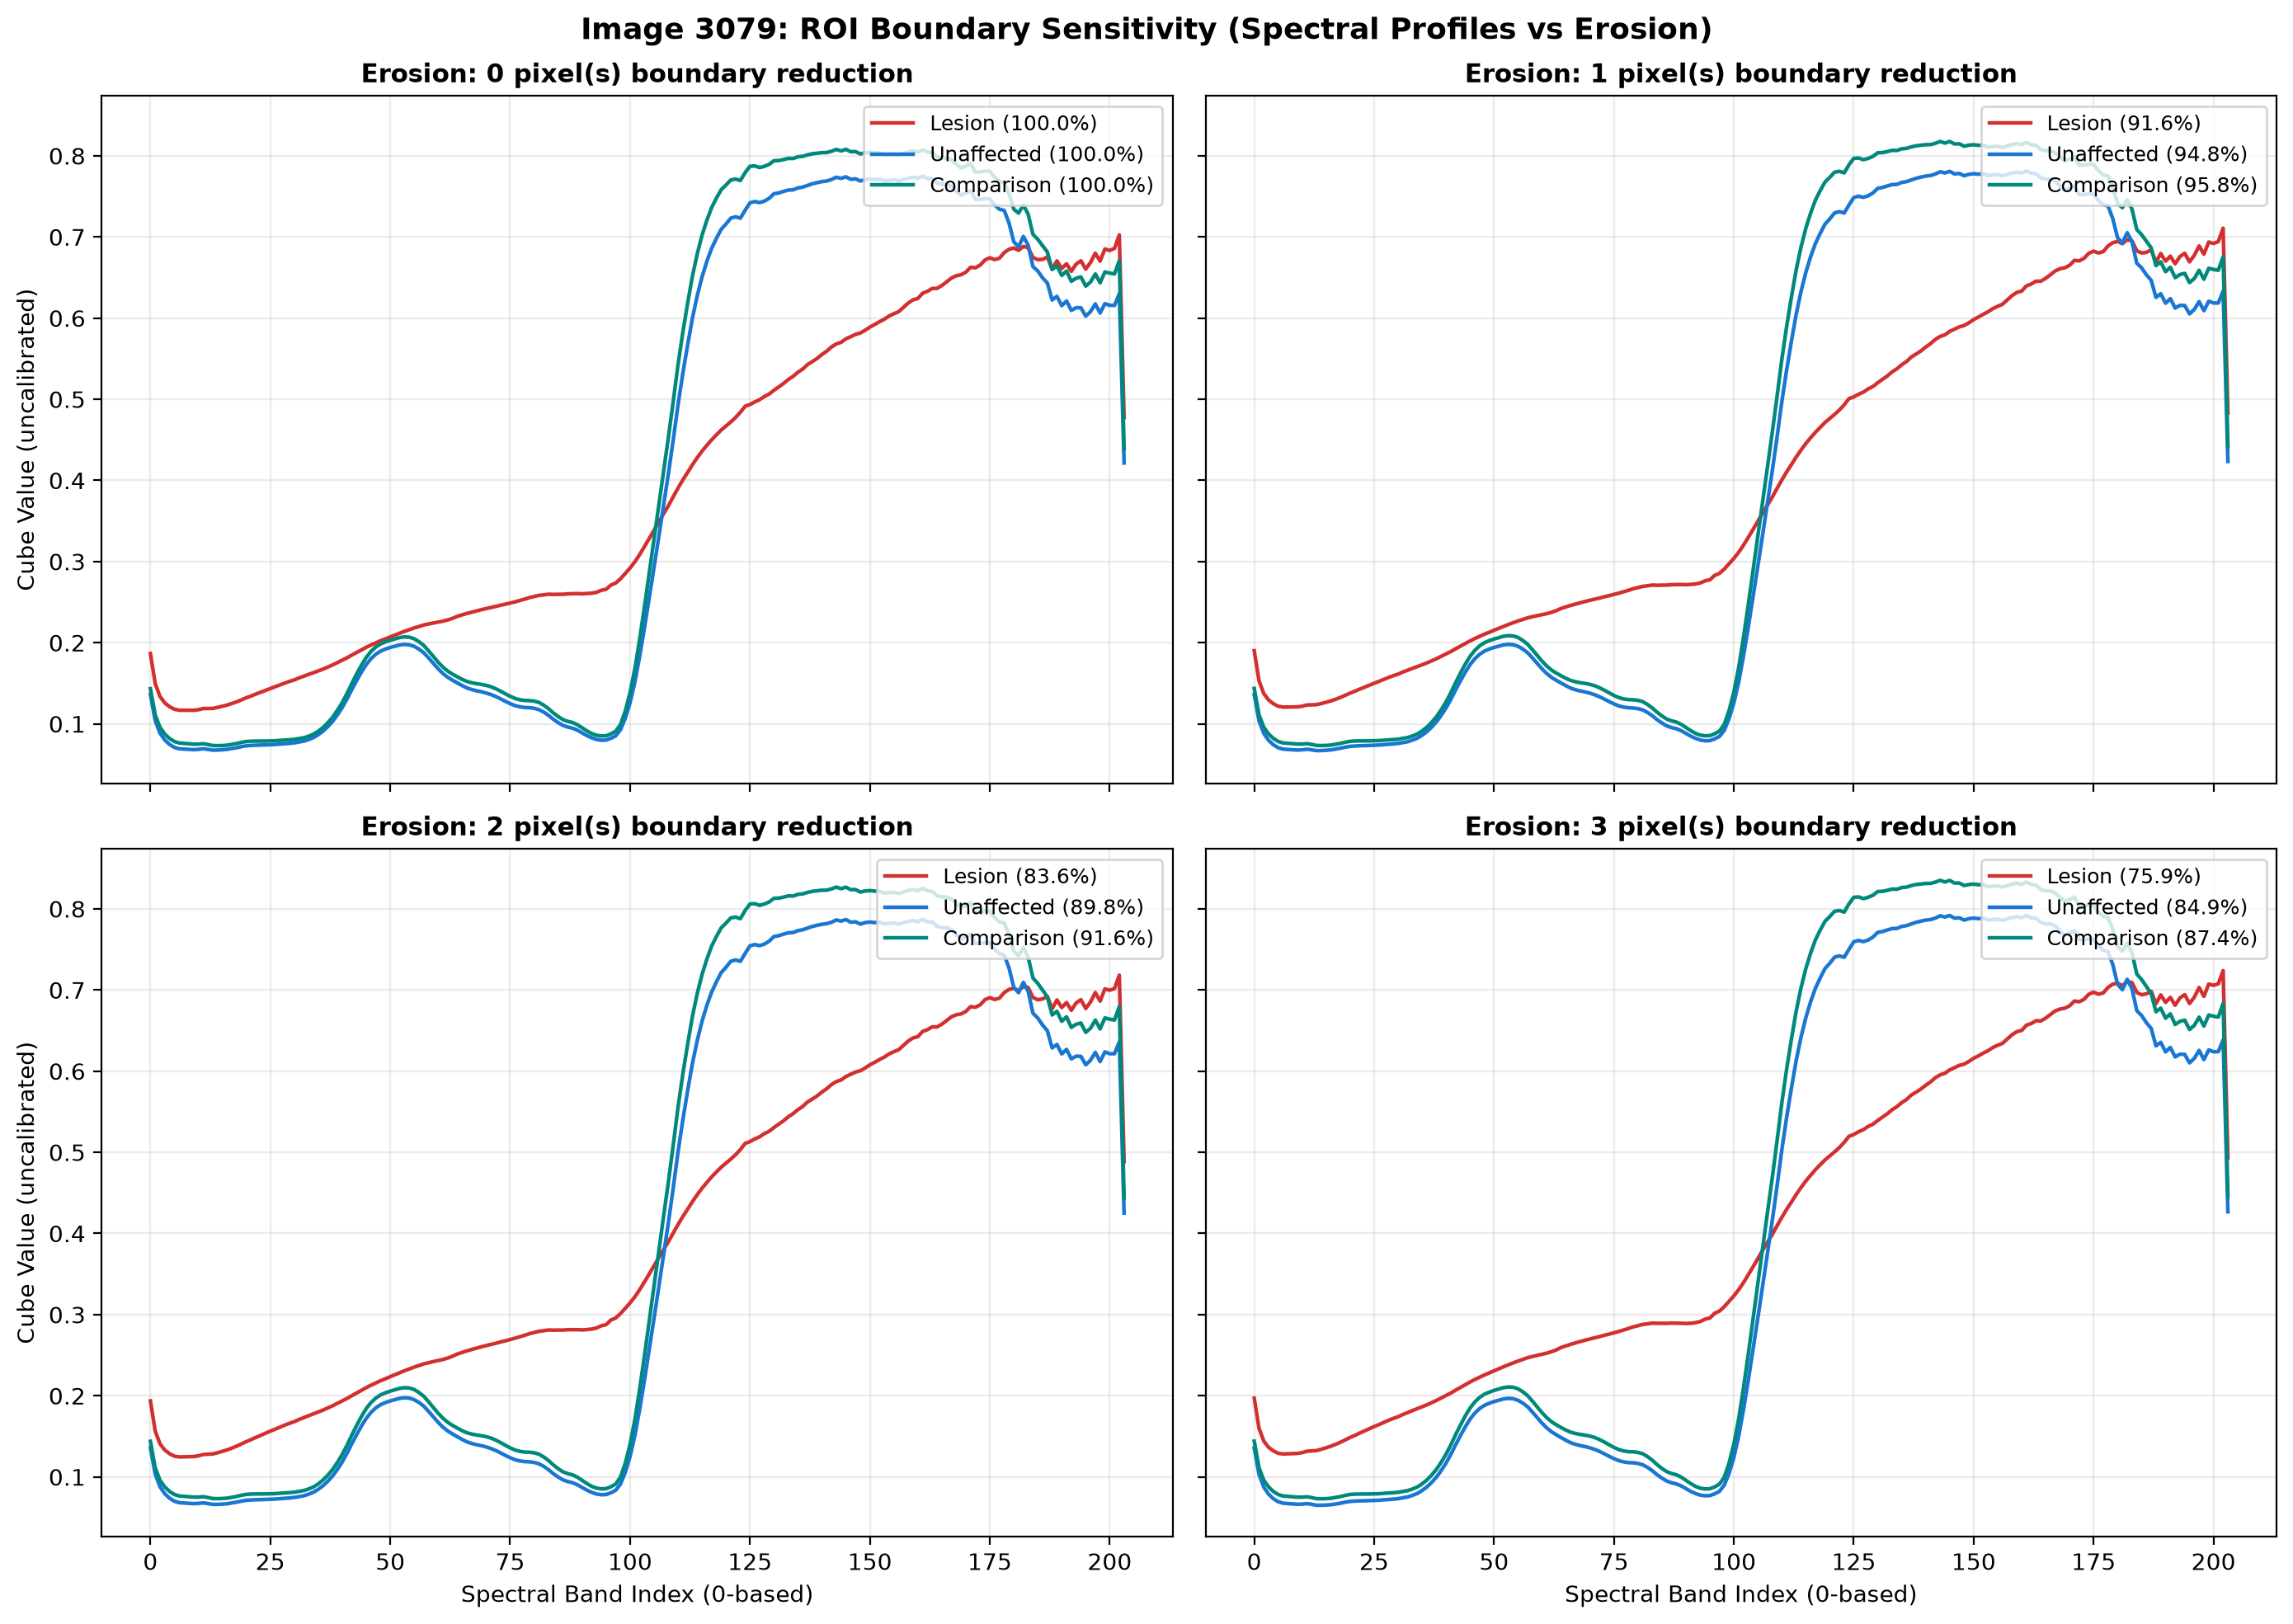 Image 3079: ROI Boundary Sensitivity (Spectral Profiles vs Erosion)
Erosion: 0 pixel(s) boundary reduction
Lesion (100.0%)
Unaffected (100.0%)
Comparison (100.0%)
0.8
0.7
0.6
0.5
0.4
0.3
0.2
0.1
Cube Value (uncalibrated)
Erosion: 1 pixel(s) boundary reduction
Lesion (91.6%)
Unaffected (94.8%)
Comparison (95.8%)
Erosion: 2 pixel(s) boundary reduction
Lesion (83.6%)
Unaffected (89.8%)
Comparison (91.6%)
0.8
0.7
0.6
0.5
0.4
0.3
0.2
0.1
Cube Value (uncalibrated)
0 25 50 75 100 125 150 175 200
Spectral Band Index (0-based)
Erosion: 3 pixel(s) boundary reduction
Lesion (75.9%)
Unaffected (84.9%)
Comparison (87.4%)
0 25 50 75 100 125 150 175 200
Spectral Band Index (0-based)